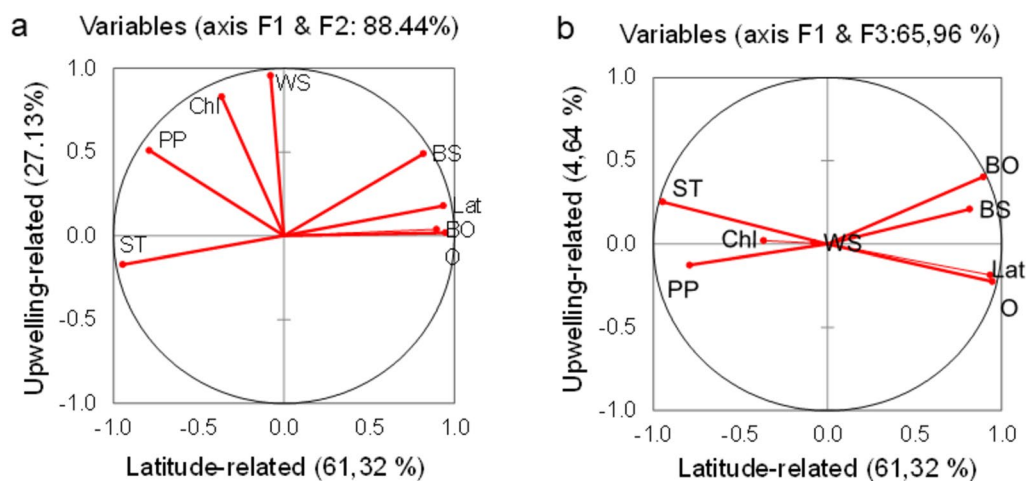 a
Variables (axis F1 & F2: 88.44%)
Upwelling-related (27.13%)
1.0
0.5
0.0
-0.5
-1.0
WS
Chl
PP
BS
Lat
BO
O
ST
-1.0
-0.5
0.0
0.5
1.0
Latitude-related (61,32 %)
b
Variables (axis F1 & F3:65,96 %)
Upwelling-related (4,64 %)
1.0
0.5
0.0
-0.5
-1.0
BO
ST
BS
Chl
WS
PP
Lat
O
-1.0
-0.5
0.0
0.5
1.0
Latitude-related (61,32 %)